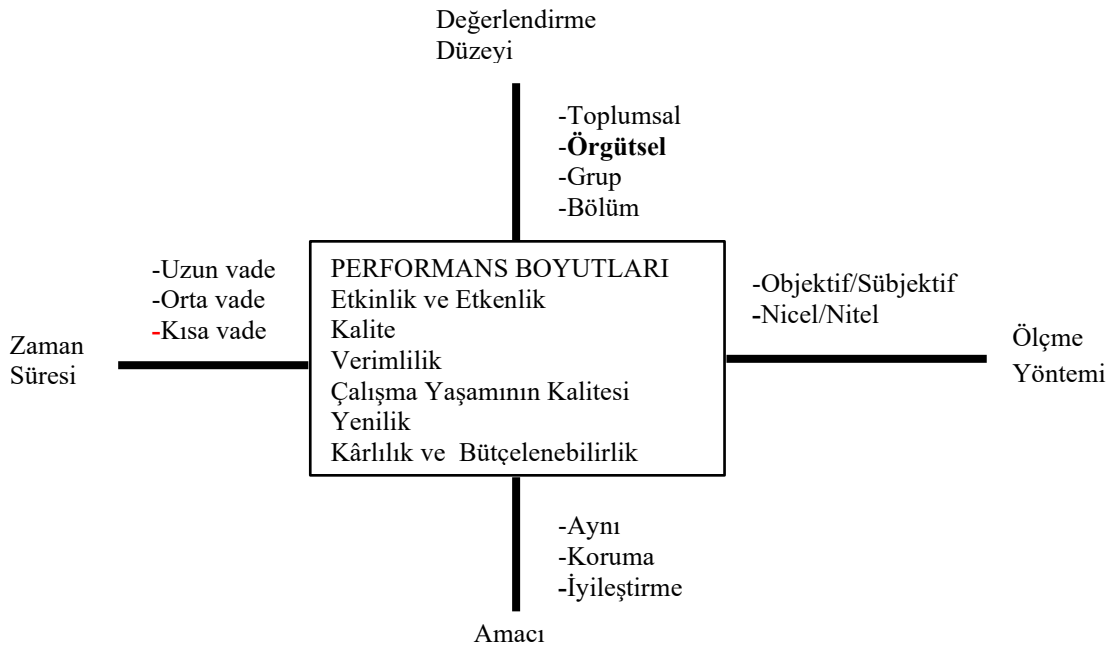 Değerlendirme
Düzeyi
-Toplumsal
-Örgütsel
-Grup
-Bölüm
-Uzun vade
-Orta vade
-Kısa vade
Zaman
Süresi
PERFORMANS BOYUTLARI
Etkinlik ve Etkenlik
Kalite
Verimlilik
Çalışma Yaşamının Kalitesi
Yenilik
Kârlılık ve Bütçelenebilirlik
-Objektif/Sübjektif
-Nicel/Nitel
Ölçme
Yöntemi
-Aynı
-Koruma
-İyileştirme
Amacı